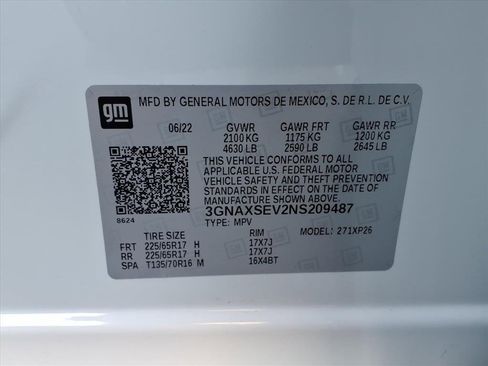 gm
MFD BY GENERAL MOTORS DE MEXICO, S. DE R.L. DE C.V.
06/22 GVWR GAWR FRT GAWR RR
2100 KG 1175 KG 1200 KG
4630 LB 2590 LB 2645 LB
THIS VEHICLE CONFORMS TO ALL
APPLICABLE U.S. FEDERAL MOTOR
VEHICLE SAFETY AND THEFT
PREVENTION STANDARDS IN EFFECT ON
THE DATE OF MANUFACTURE
SHOWN ABOVE.
3GNAXSEV2NS209487
8624
TYPE: MPV MODEL: 271XP26
TIRE SIZE RIM
FRT 225/65R17 H 17X7J
RR 225/65R17 H 17X7J
SPA T135/70R16 M 16X4BT